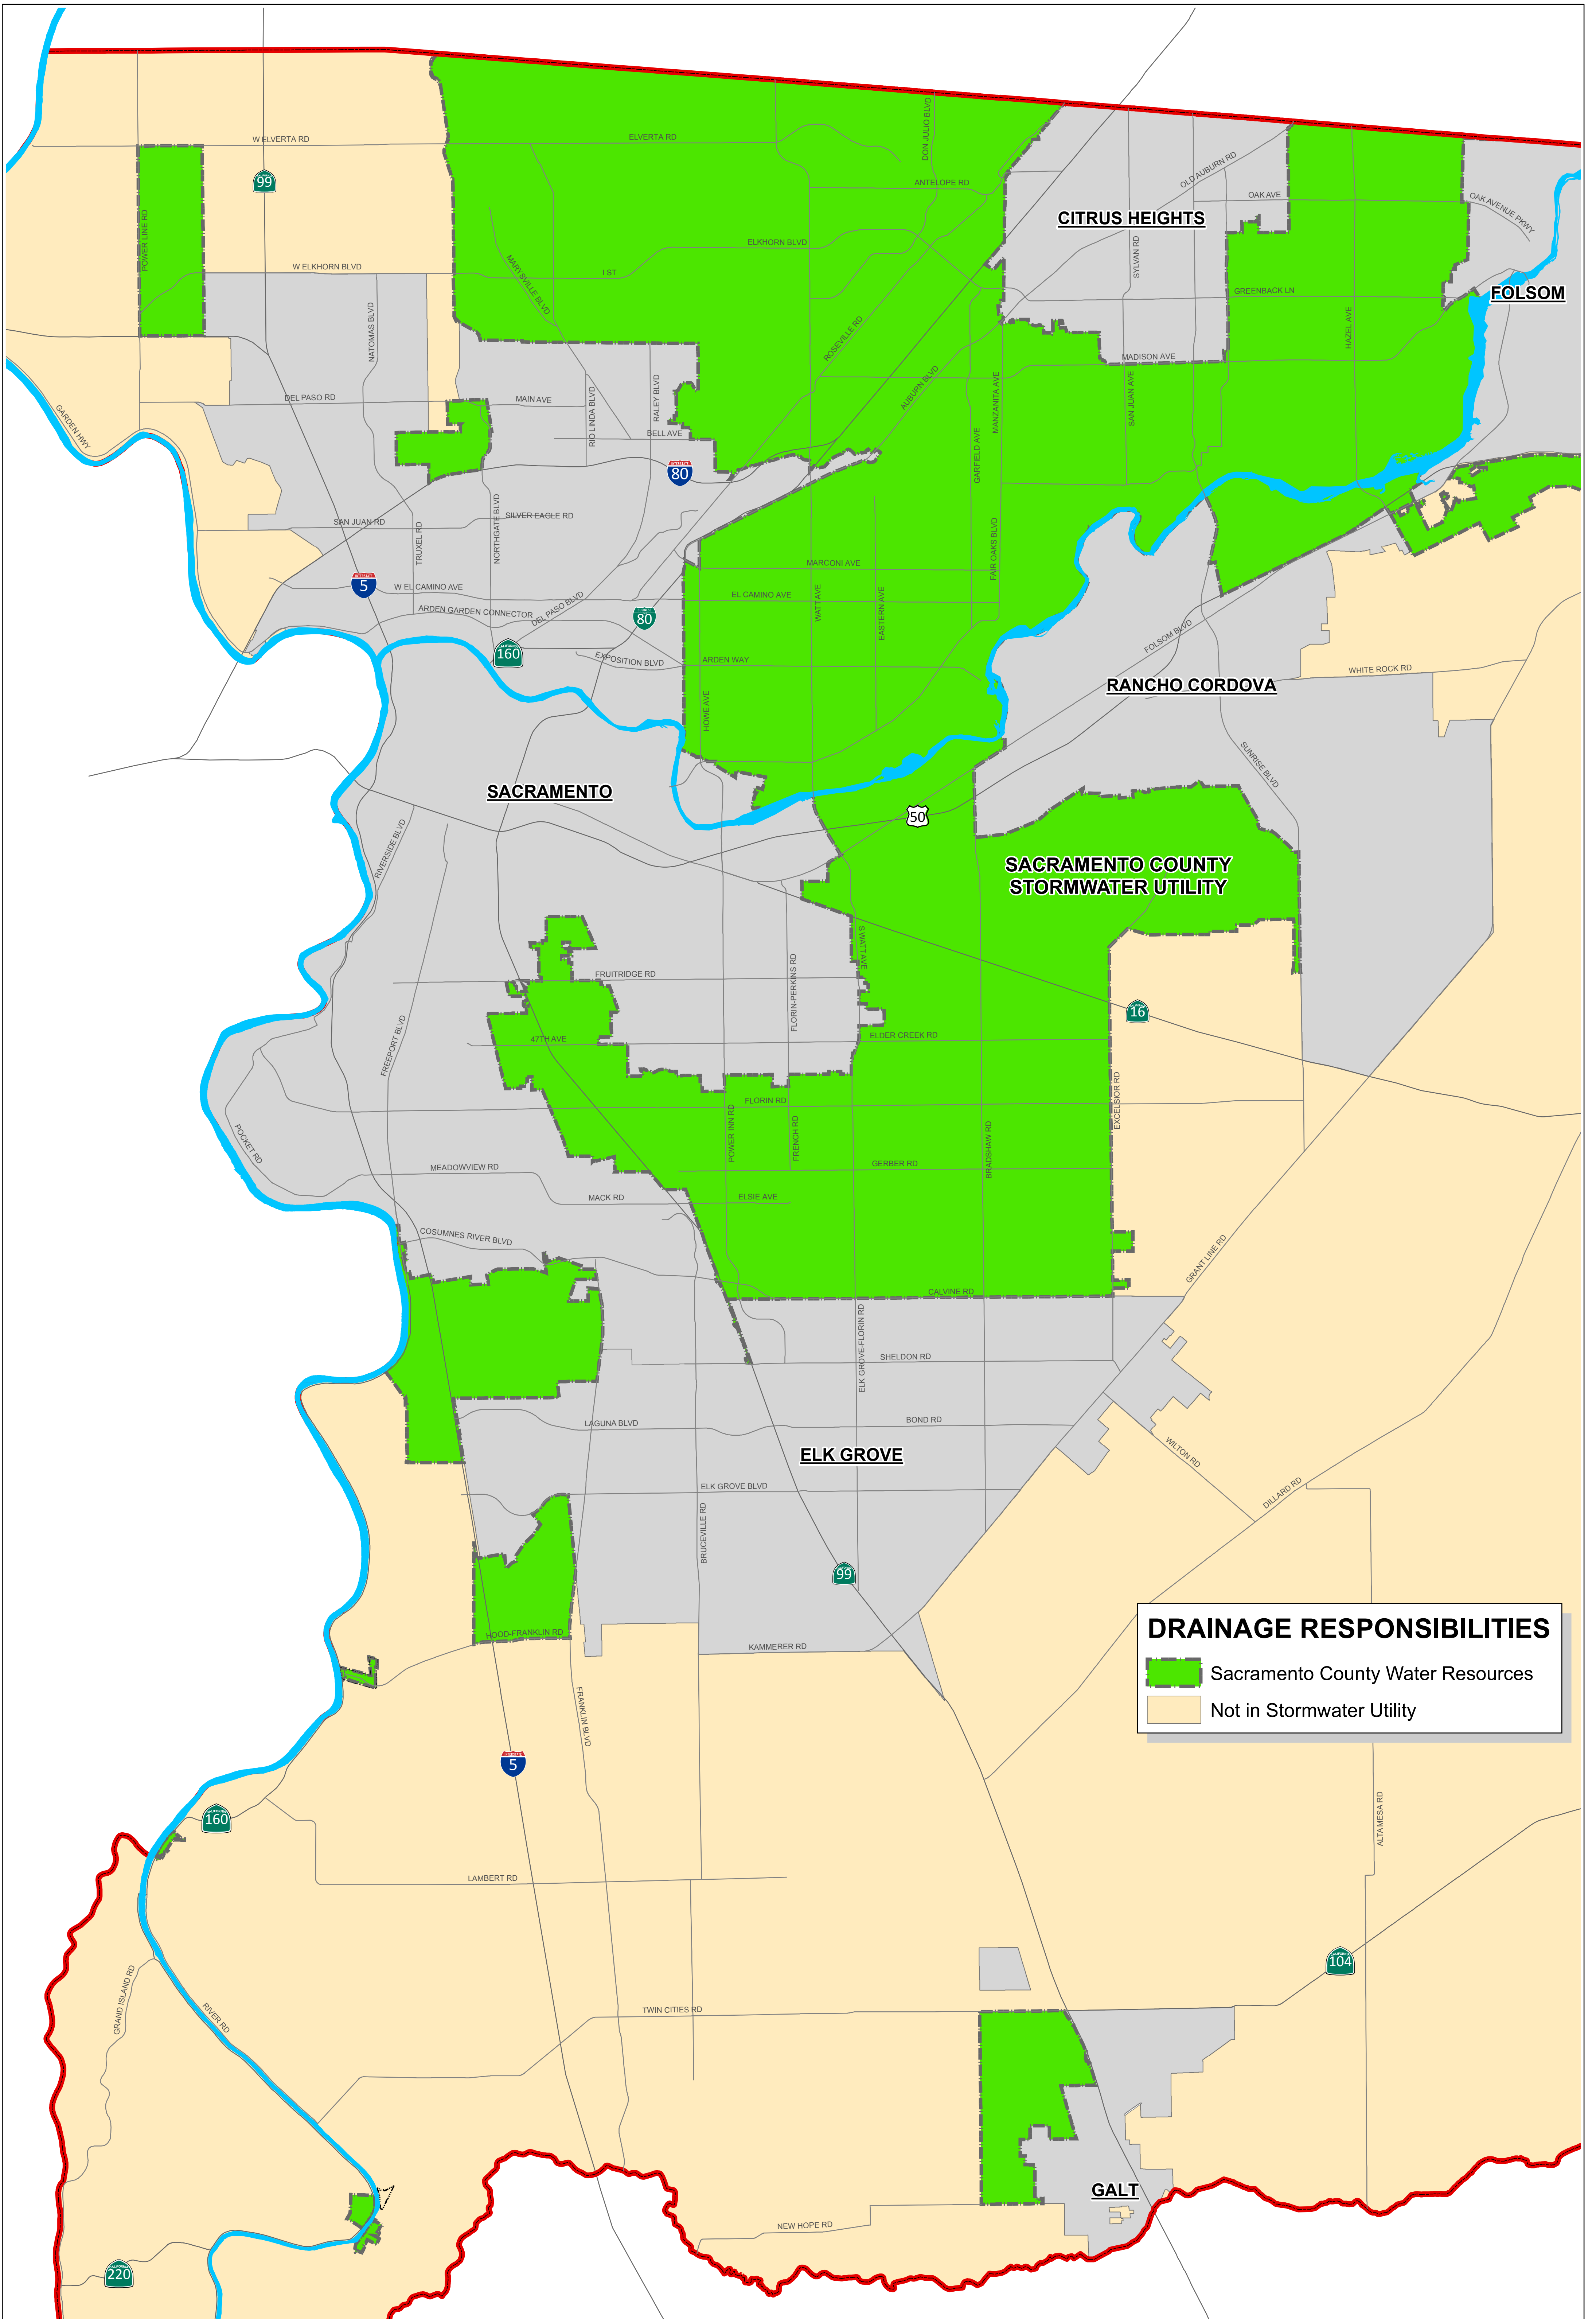 W ELVERTA RD
ELVERTA RD
DON JULIO BLVD
99
ANTELOPE RD
OLD AUBURN RD
OAK AVE
OAK AVENUE PKWY
CITRUS HEIGHTS
POWER LINE RD
ELKHORN BLVD
SYLVAN RD
W ELKHORN BLVD
I ST
MARYSVILLE BLVD
GREENBACK LN
FOLSOM
NATOMAS BLVD
ROSEVILLE RD
HAZEL AVE
MADISON AVE
AUBURN BLVD
MANZANITA AVE
SAN JUAN AVE
DEL PASO RD
MAIN AVE
RIO LINDA BLVD
RALEY BLVD
GARDEN HWY
BELL AVE
GARFIELD AVE
INTERSTATE
80
SAN JUAN RD
SILVER EAGLE RD
TRUXEL RD
NORTHGATE BLVD
FAIR OAKS BLVD
MARCONI AVE
INTERSTATE
5
W EL CAMINO AVE
EL CAMINO AVE
WATT AVE
EASTERN AVE
ARDEN GARDEN CONNECTOR
DEL PASO BLVD
BUSINESS
80
CALIFORNIA
160
EXPOSITION BLVD
ARDEN WAY
FOLSOM BLVD
WHITE ROCK RD
RANCHO CORDOVA
HOWE AVE
SUNRISE BLVD
SACRAMENTO
50
RIVERSIDE BLVD
SACRAMENTO COUNTY
STORMWATER UTILITY
S WATT AVE
FRUITRIDGE RD
FLORIN-PERKINS RD
16
FREEPORT BLVD
47TH AVE
ELDER CREEK RD
EXCELSIOR RD
FLORIN RD
POWER INN RD
FRENCH RD
BRADSHAW RD
POCKET RD
MEADOWVIEW RD
GERBER RD
MACK RD
ELSIE AVE
COSUMNES RIVER BLVD
GRANT LINE RD
CALVINE RD
ELK GROVE-FLORIN RD
SHELDON RD
LAGUNA BLVD
BOND RD
ELK GROVE
WILTON RD
ELK GROVE BLVD
DILLARD RD
BRUCEVILLE RD
99
HOOD-FRANKLIN RD
KAMMERER RD
DRAINAGE RESPONSIBILITIES
Sacramento County Water Resources
Not in Stormwater Utility
FRANKLIN BLVD
INTERSTATE
5
CALIFORNIA
160
ALTA MESA RD
LAMBERT RD
CALIFORNIA
104
GRAND ISLAND RD
RIVER RD
TWIN CITIES RD
GALT
NEW HOPE RD
CALIFORNIA
220